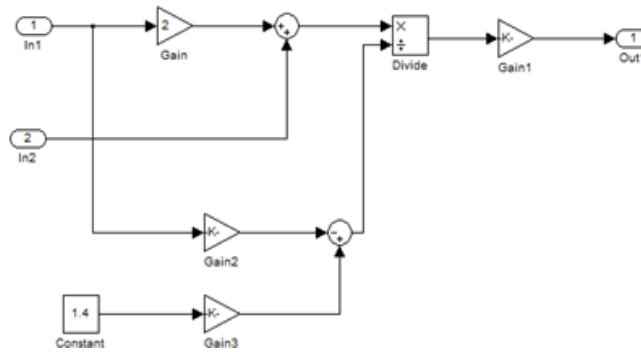 1
In1
2
Gain
+
+
×
÷
Divide
K-
Gain1
1
Out1
2
In2
K-
Gain2
−
+
1.4
Constant
K-
Gain3